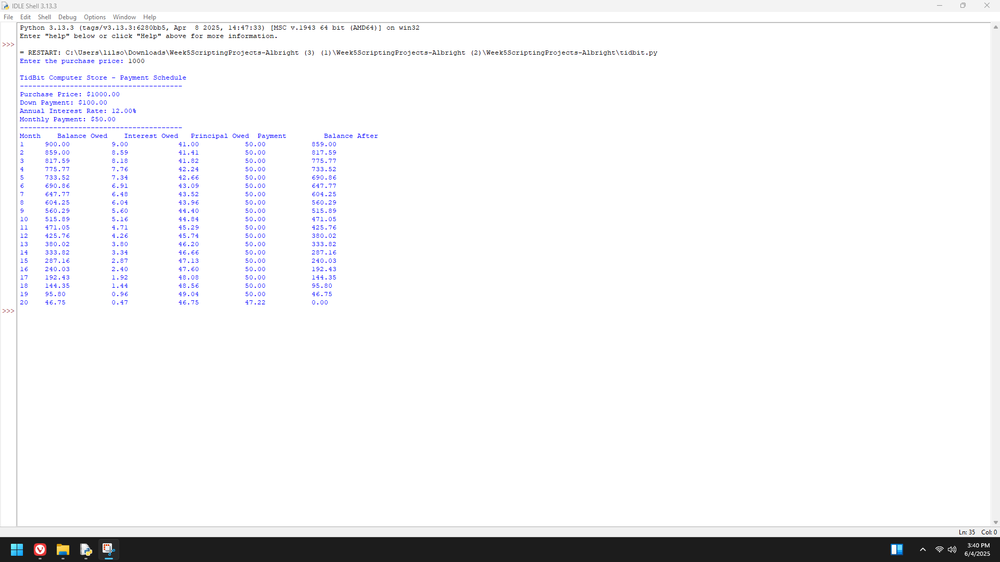 IDLE Shell 3.13.3
File Edit Shell Debug Options Window Help
Python 3.13.3 (tags/v3.13.3:6280bb5, Apr  8 2025, 14:47:33) [MSC v.1943 64 bit (AMD64)] on win32
Enter "help" below or click "Help" above for more information.
>>>
= RESTART: C:\Users\lilso\Downloads\Week5ScriptingProjects-Albright (3) (1)\Week5ScriptingProjects-Albright (2)\Week5ScriptingProjects-Albright\tidbit.py
Enter the purchase price: 1000
TidBit Computer Store - Payment Schedule
---------------------------------------
Purchase Price: $1000.00
Down Payment: $100.00
Annual Interest Rate: 12.00%
Monthly Payment: $50.00
---------------------------------------
Month    Balance Owed    Interest Owed   Principal Owed  Payment         Balance After
1     900.00          9.00            41.00           50.00           859.00
2     859.00          8.59            41.41           50.00           817.59
3     817.59          8.18            41.82           50.00           775.77
4     775.77          7.76            42.24           50.00           733.52
5     733.52          7.34            42.66           50.00           690.86
6     690.86          6.91            43.09           50.00           647.77
7     647.77          6.48            43.52           50.00           604.25
8     604.25          6.04            43.96           50.00           560.29
9     560.29          5.60            44.40           50.00           515.89
10    515.89          5.16            44.84           50.00           471.05
11    471.05          4.71            45.29           50.00           425.76
12    425.76          4.26            45.74           50.00           380.02
13    380.02          3.80            46.20           50.00           333.82
14    333.82          3.34            46.66           50.00           287.16
15    287.16          2.87            47.13           50.00           240.03
16    240.03          2.40            47.60           50.00           192.43
17    192.43          1.92            48.08           50.00           144.35
18    144.35          1.44            48.56           50.00           95.80
19    95.80           0.96            49.04           50.00           46.75
20    46.75           0.47            46.75           47.22           0.00
>>>
Ln: 35 Col: 0
3:40 PM
6/4/2025